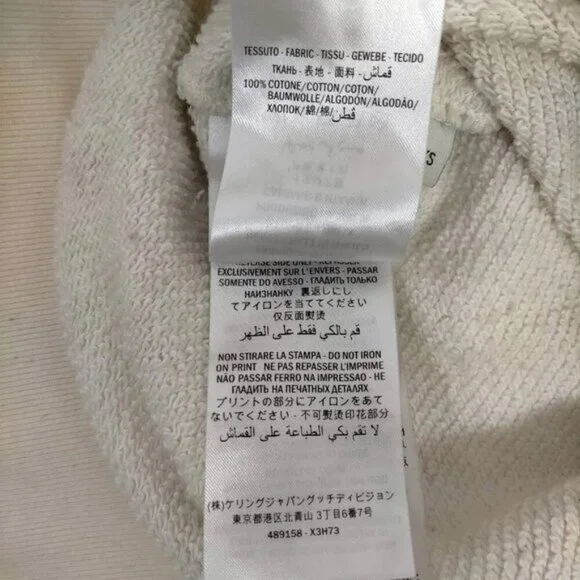 TESSUTO - FABRIC - TISSU - GEWEBE - TECIDO
ТКАНЬ - 表地 - 面料 - قماش
100% COTONE/COTTON/COTON/
BAUMWOLLE/ALGODÓN/ALGODÃO/
ХЛОПОК/綿/棉/قطن
REVERSE SIDE ONLY - REPASSER
EXCLUSIVEMENT SUR L'ENVERS - PASSAR
SOMENTE DO AVESSO - ГЛАДИТЬ ТОЛЬКО
НАИЗНАНКУ 裏返しにし
てアイロンを当ててください
仅反面熨烫
قم بالكي فقط على الظهر
NON STIRARE LA STAMPA - DO NOT IRON
ON PRINT NE PAS REPASSER L'IMPRIME
NÃO PASSAR FERRO NA IMPRESSAO - НЕ
ГЛАДИТЬ НА ПЕЧАТНЫХ ДЕТАЛЯХ
プリントの部分にアイロンをあて
ないでください - 不可熨烫印花部分
لا تقم بكي الطباعة على القماش
(株)ケリングジャパングッチディビジョン
東京都港区北青山 3丁目6番7号
489158 - X3H73